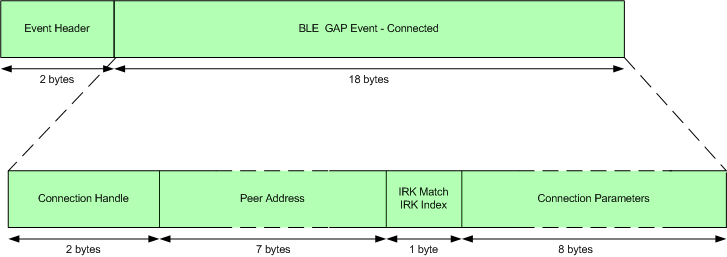 Event Header
BLE GAP Event - Connected
2 bytes
18 bytes
Connection Handle
Peer Address
IRK Match
IRK Index
Connection Parameters
2 bytes
7 bytes
1 byte
8 bytes